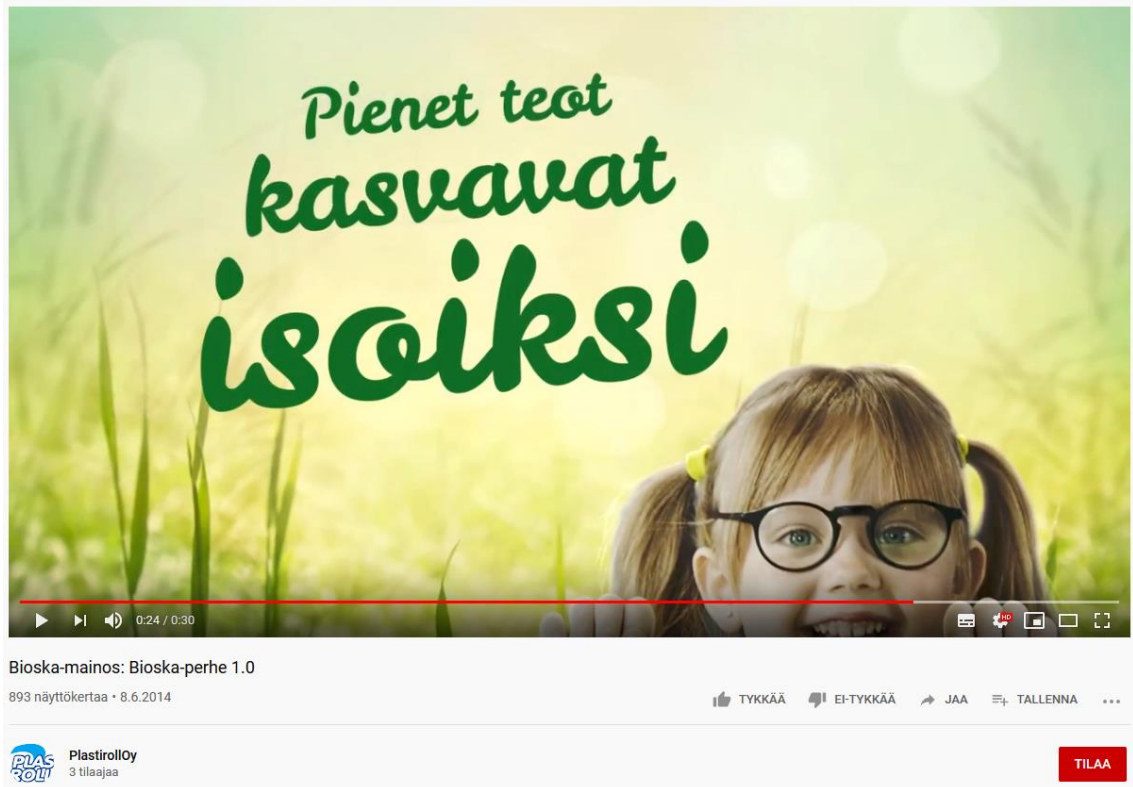 Pienet teot
kasvavat
isoiksi
0:24 / 0:30
HD
Bioska-mainos: Bioska-perhe 1.0
893 näyttökertaa • 8.6.2014
TYKKÄÄ EI-TYKKÄÄ JAA TALLENNA
PLAS
ROLL
PlastirollOy
3 tilaajaa
TILAA